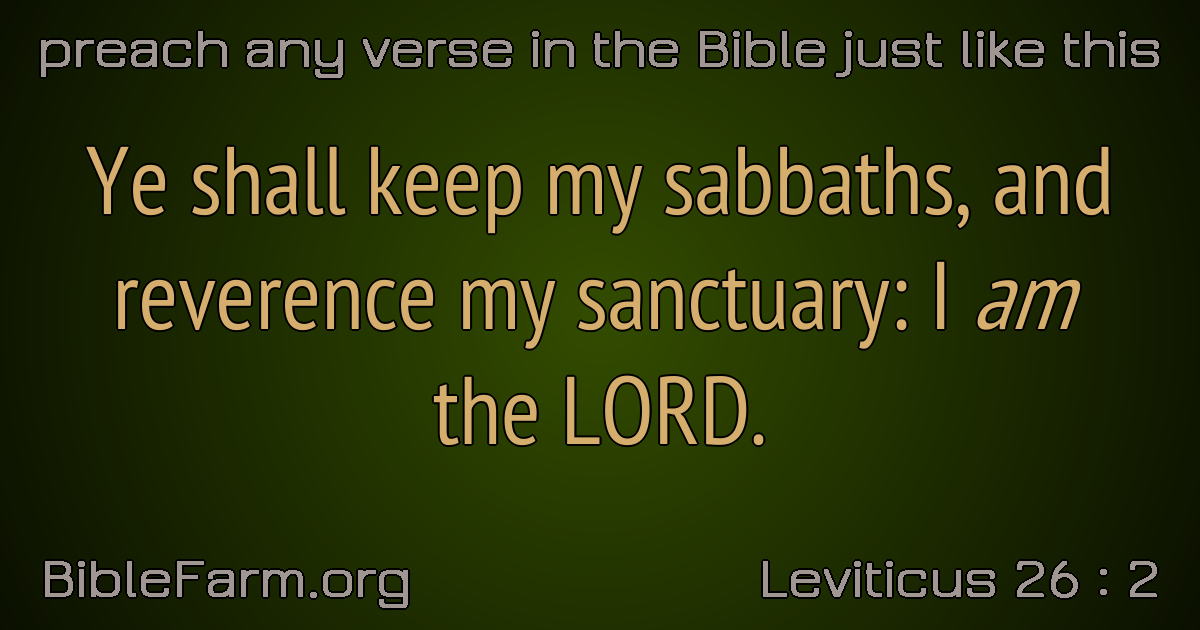 preach any verse in the Bible just like this
Ye shall keep my sabbaths, and
reverence my sanctuary: I am
the LORD.
BibleFarm.org
Leviticus 26 : 2